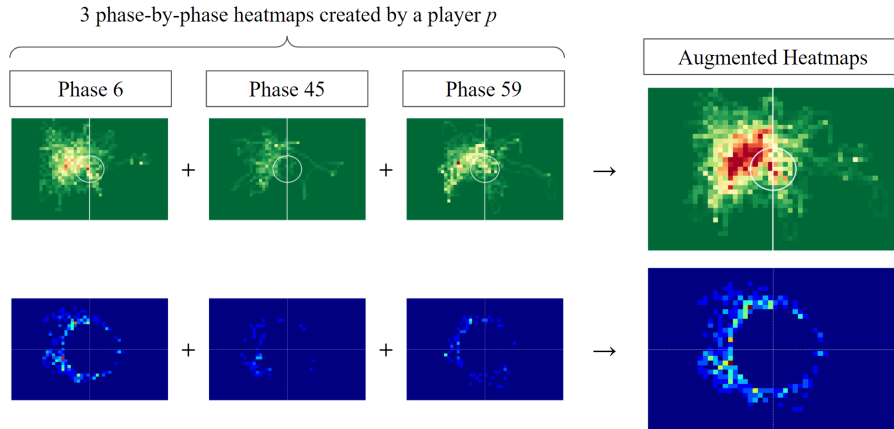 3 phase-by-phase heatmaps created by a player p
Augmented Heatmaps
Phase 6
Phase 45
Phase 59
+ + →
+ + →